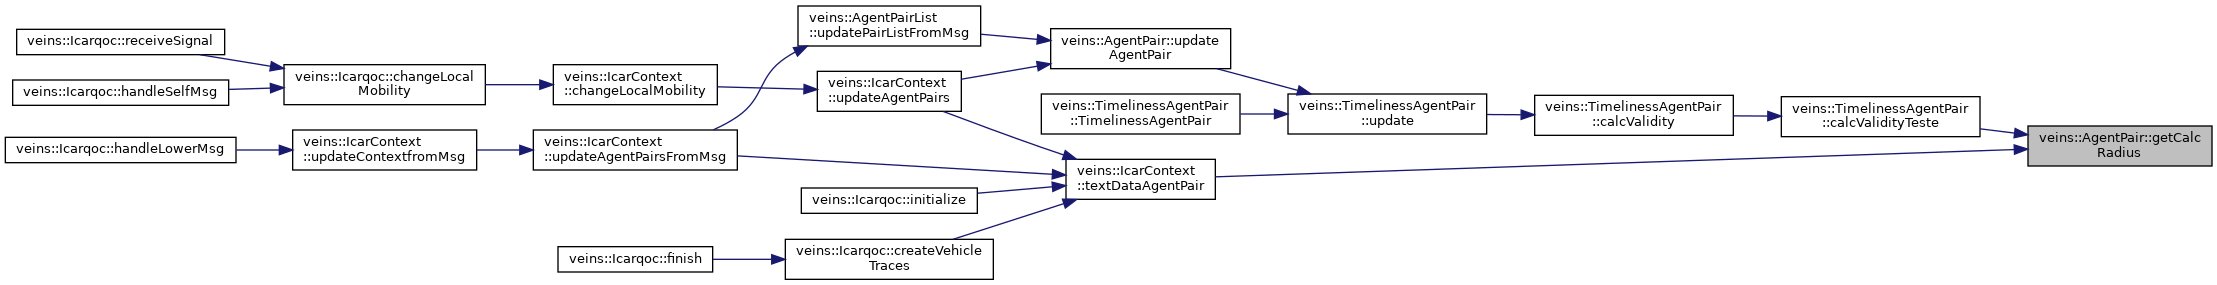 veins::Icarqoc::receiveSignal
veins::Icarqoc::handleSelfMsg
veins::Icarqoc::handleLowerMsg
veins::Icarqoc::changeLocal
Mobility
veins::IcarContext
::updateContextfromMsg
veins::IcarContext
::changeLocalMobility
veins::IcarContext
::updateAgentPairsFromMsg
veins::Icarqoc::finish
veins::AgentPairList
::updatePairListFromMsg
veins::IcarContext
::updateAgentPairs
veins::Icarqoc::initialize
veins::Icarqoc::createVehicle
Traces
veins::AgentPair::update
AgentPair
veins::TimelinessAgentPair
::TimelinessAgentPair
veins::IcarContext
::textDataAgentPair
veins::TimelinessAgentPair
::update
veins::TimelinessAgentPair
::calcValidity
veins::TimelinessAgentPair
::calcValidityTeste
veins::AgentPair::getCalc
Radius